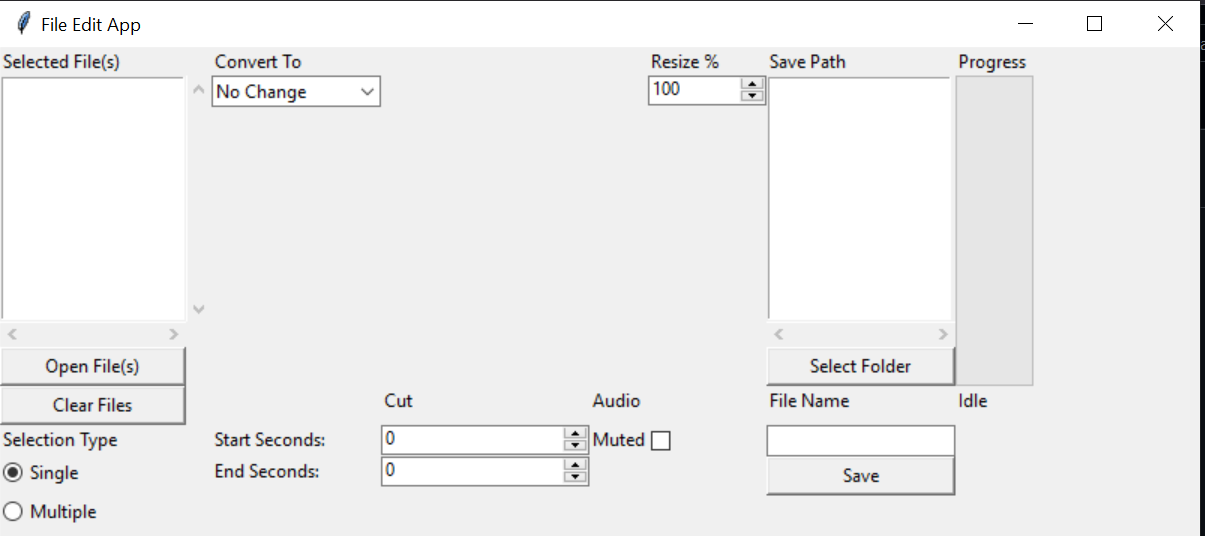 File Edit App
Selected File(s)
Convert To
Resize %
Save Path
Progress
No Change
100
Open File(s)
Select Folder
Clear Files
Cut
Audio
File Name
Idle
Selection Type
Start Seconds:
0
Muted
Single
End Seconds:
0
Save
Multiple